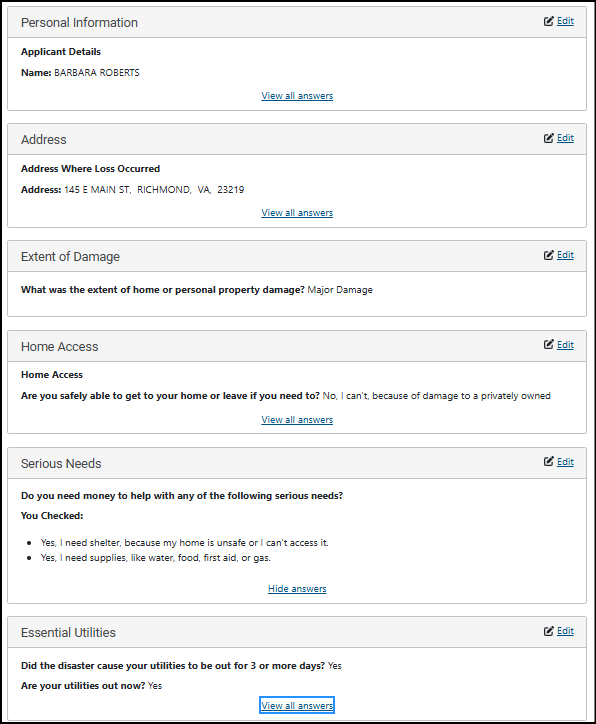 Personal Information
Edit
Applicant Details
Name: BARBARA ROBERTS
View all answers
Address
Edit
Address Where Loss Occurred
Address: 145 E MAIN ST, RICHMOND, VA, 23219
View all answers
Extent of Damage
Edit
What was the extent of home or personal property damage? Major Damage
Home Access
Edit
Home Access
Are you safely able to get to your home or leave if you need to? No, I can't, because of damage to a privately owned
View all answers
Serious Needs
Edit
Do you need money to help with any of the following serious needs?
You Checked:
• Yes, I need shelter, because my home is unsafe or I can't access it.
• Yes, I need supplies, like water, food, first aid, or gas.
Hide answers
Essential Utilities
Edit
Did the disaster cause your utilities to be out for 3 or more days? Yes
Are your utilities out now? Yes
View all answers